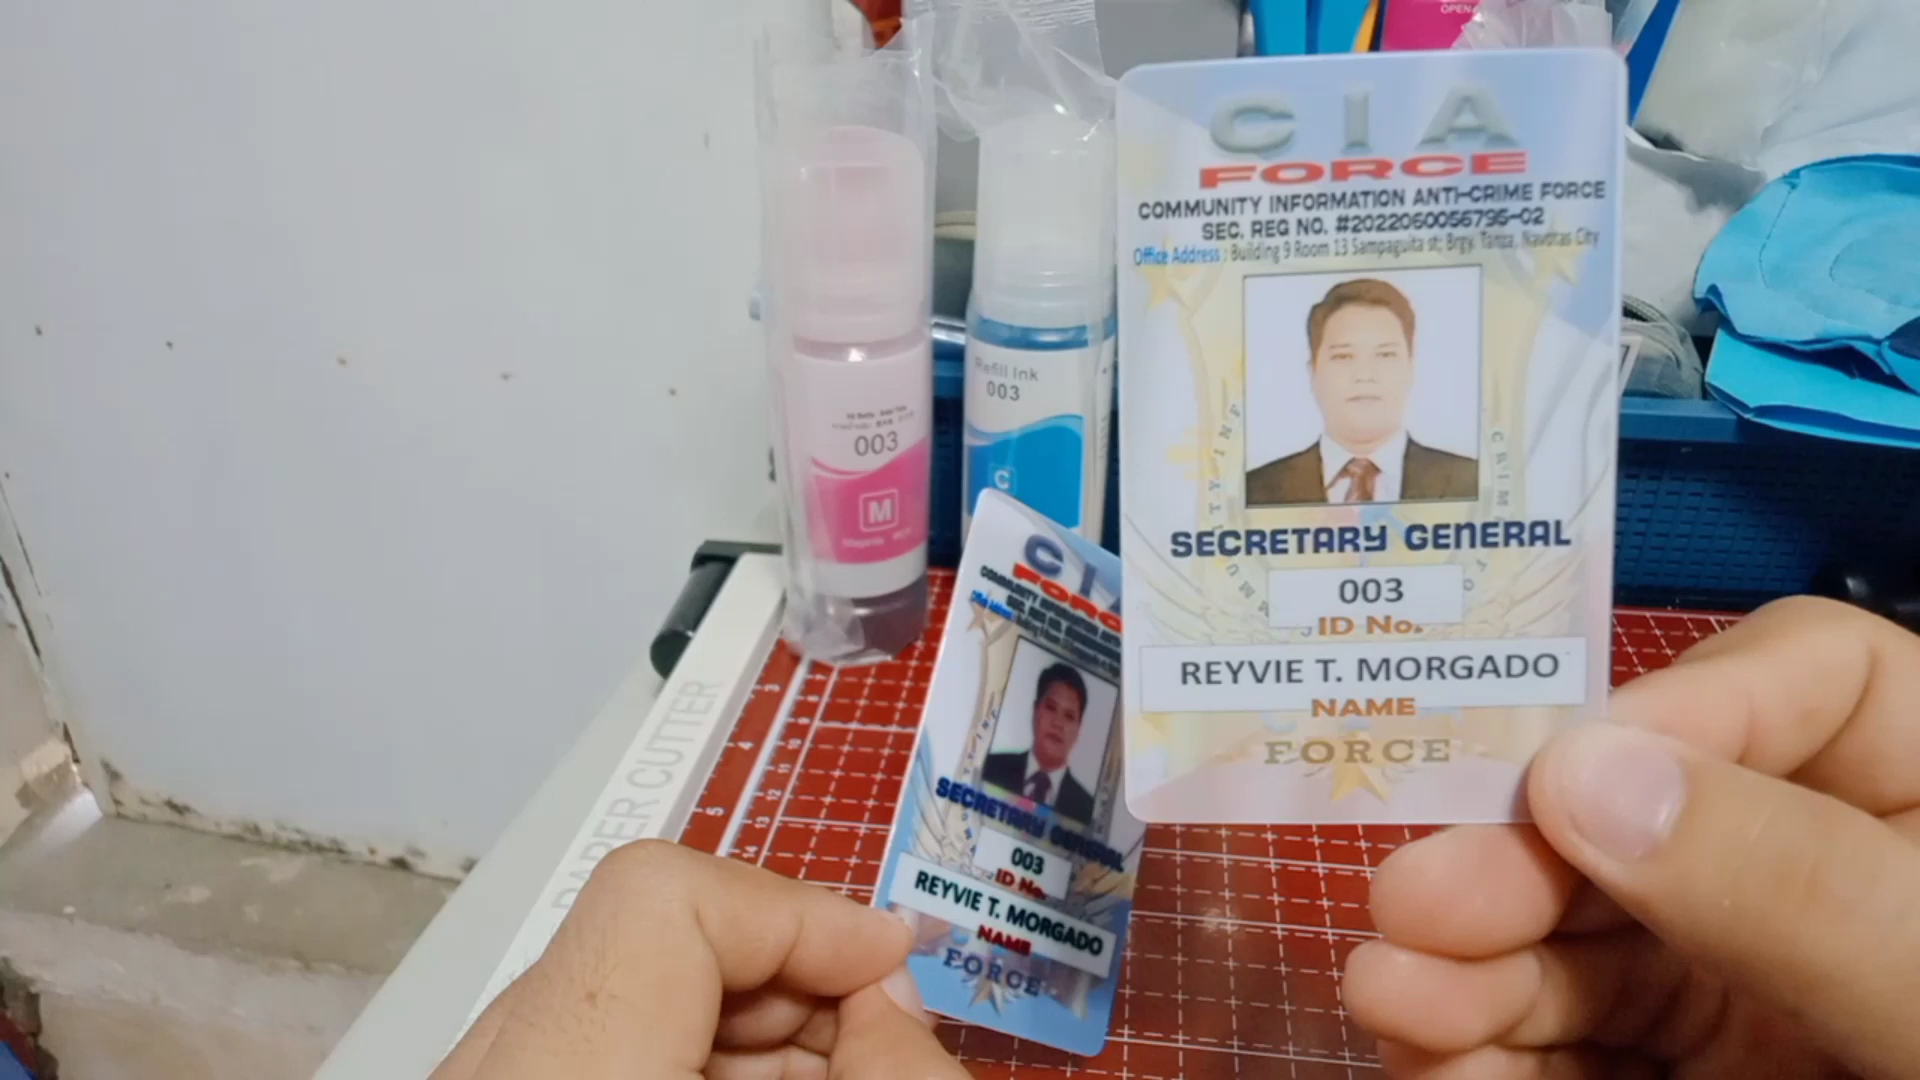 OPEN
003
M
Magenta
Refill Ink
003
C
PAPER CUTTER
CIA
FORCE
COMMUNITY INFORMATION ANTI-CRIME FORCE
SEC. REG NO. #2022060056795-02
Office Address : Building 9 Room 13 Sampaguita st; Brgy. Tanza, Navotas City
SECRETARY GENERAL
003
ID No.
REYVIE T. MORGADO
NAME
FORCE
SECRETARY GENERAL
003
ID No.
REYVIE T. MORGADO
NAME
FORCE